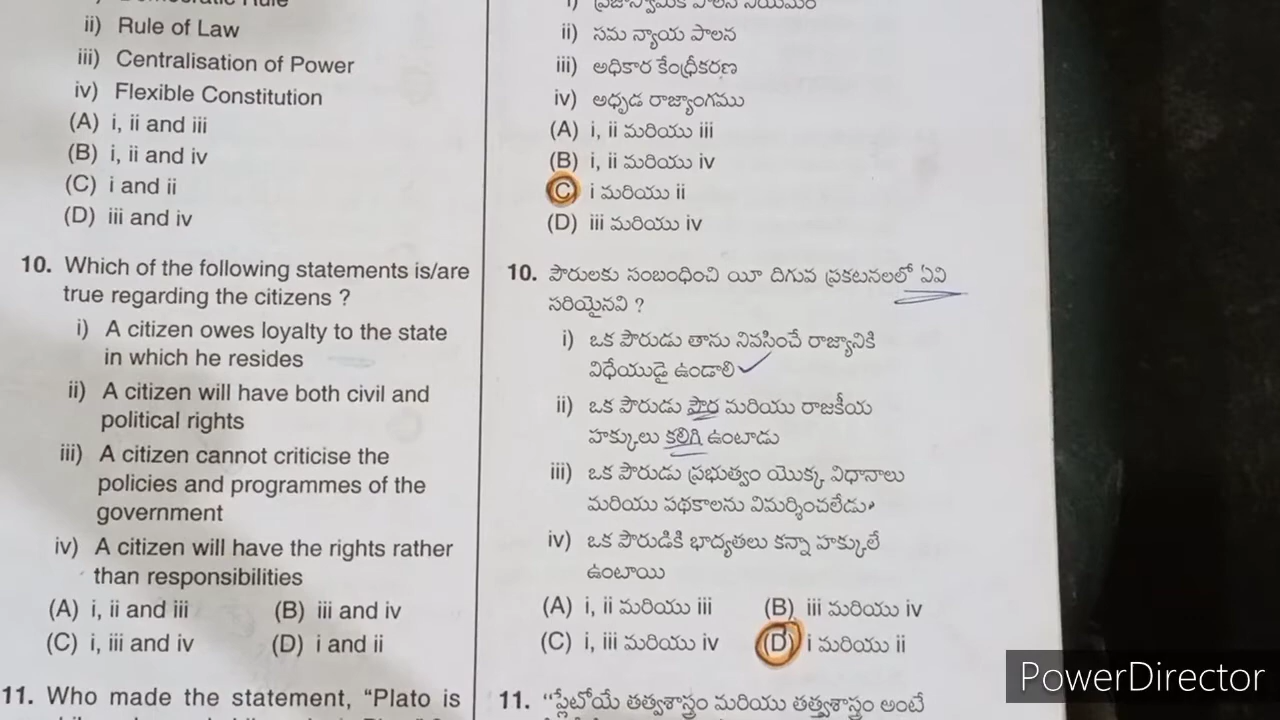 ii) Rule of Law
iii) Centralisation of Power
iv) Flexible Constitution
(A) i, ii and iii
(B) i, ii and iv
(C) i and ii
(D) iii and iv
10. Which of the following statements is/are
true regarding the citizens ?
i) A citizen owes loyalty to the state
in which he resides
ii) A citizen will have both civil and
political rights
iii) A citizen cannot criticise the
policies and programmes of the
government
iv) A citizen will have the rights rather
than responsibilities
(A) i, ii and iii (B) iii and iv
(C) i, iii and iv (D) i and ii
11. Who made the statement, “Plato is
ii) సమ న్యాయ పాలన
iii) అధికార కేంద్రీకరణ
iv) అధృడ రాజ్యాంగము
(A) i, ii మరియు iii
(B) i, ii మరియు iv
(C) i మరియు ii
(D) iii మరియు iv
10. పౌరులకు సంబంధించి యీ దిగువ ప్రకటనలలో ఏవి
సరియైనవి ?
i) ఒక పౌరుడు తాను నివసించే రాజ్యానికి
విధేయుడై ఉండాలి
ii) ఒక పౌరుడు పౌర మరియు రాజకీయ
హక్కులు కలిగి ఉంటాడు
iii) ఒక పౌరుడు ప్రభుత్వం యొక్క విధానాలు
మరియు పథకాలను విమర్శించలేడు
iv) ఒక పౌరుడికి భాద్యతలు కన్నా హక్కులే
ఉంటాయి
(A) i, ii మరియు iii (B) iii మరియు iv
(C) i, iii మరియు iv (D) i మరియు ii
11. “ప్లేటోయే తత్వశాస్త్రం మరియు తత్వశాస్త్రం అంటే
PowerDirector